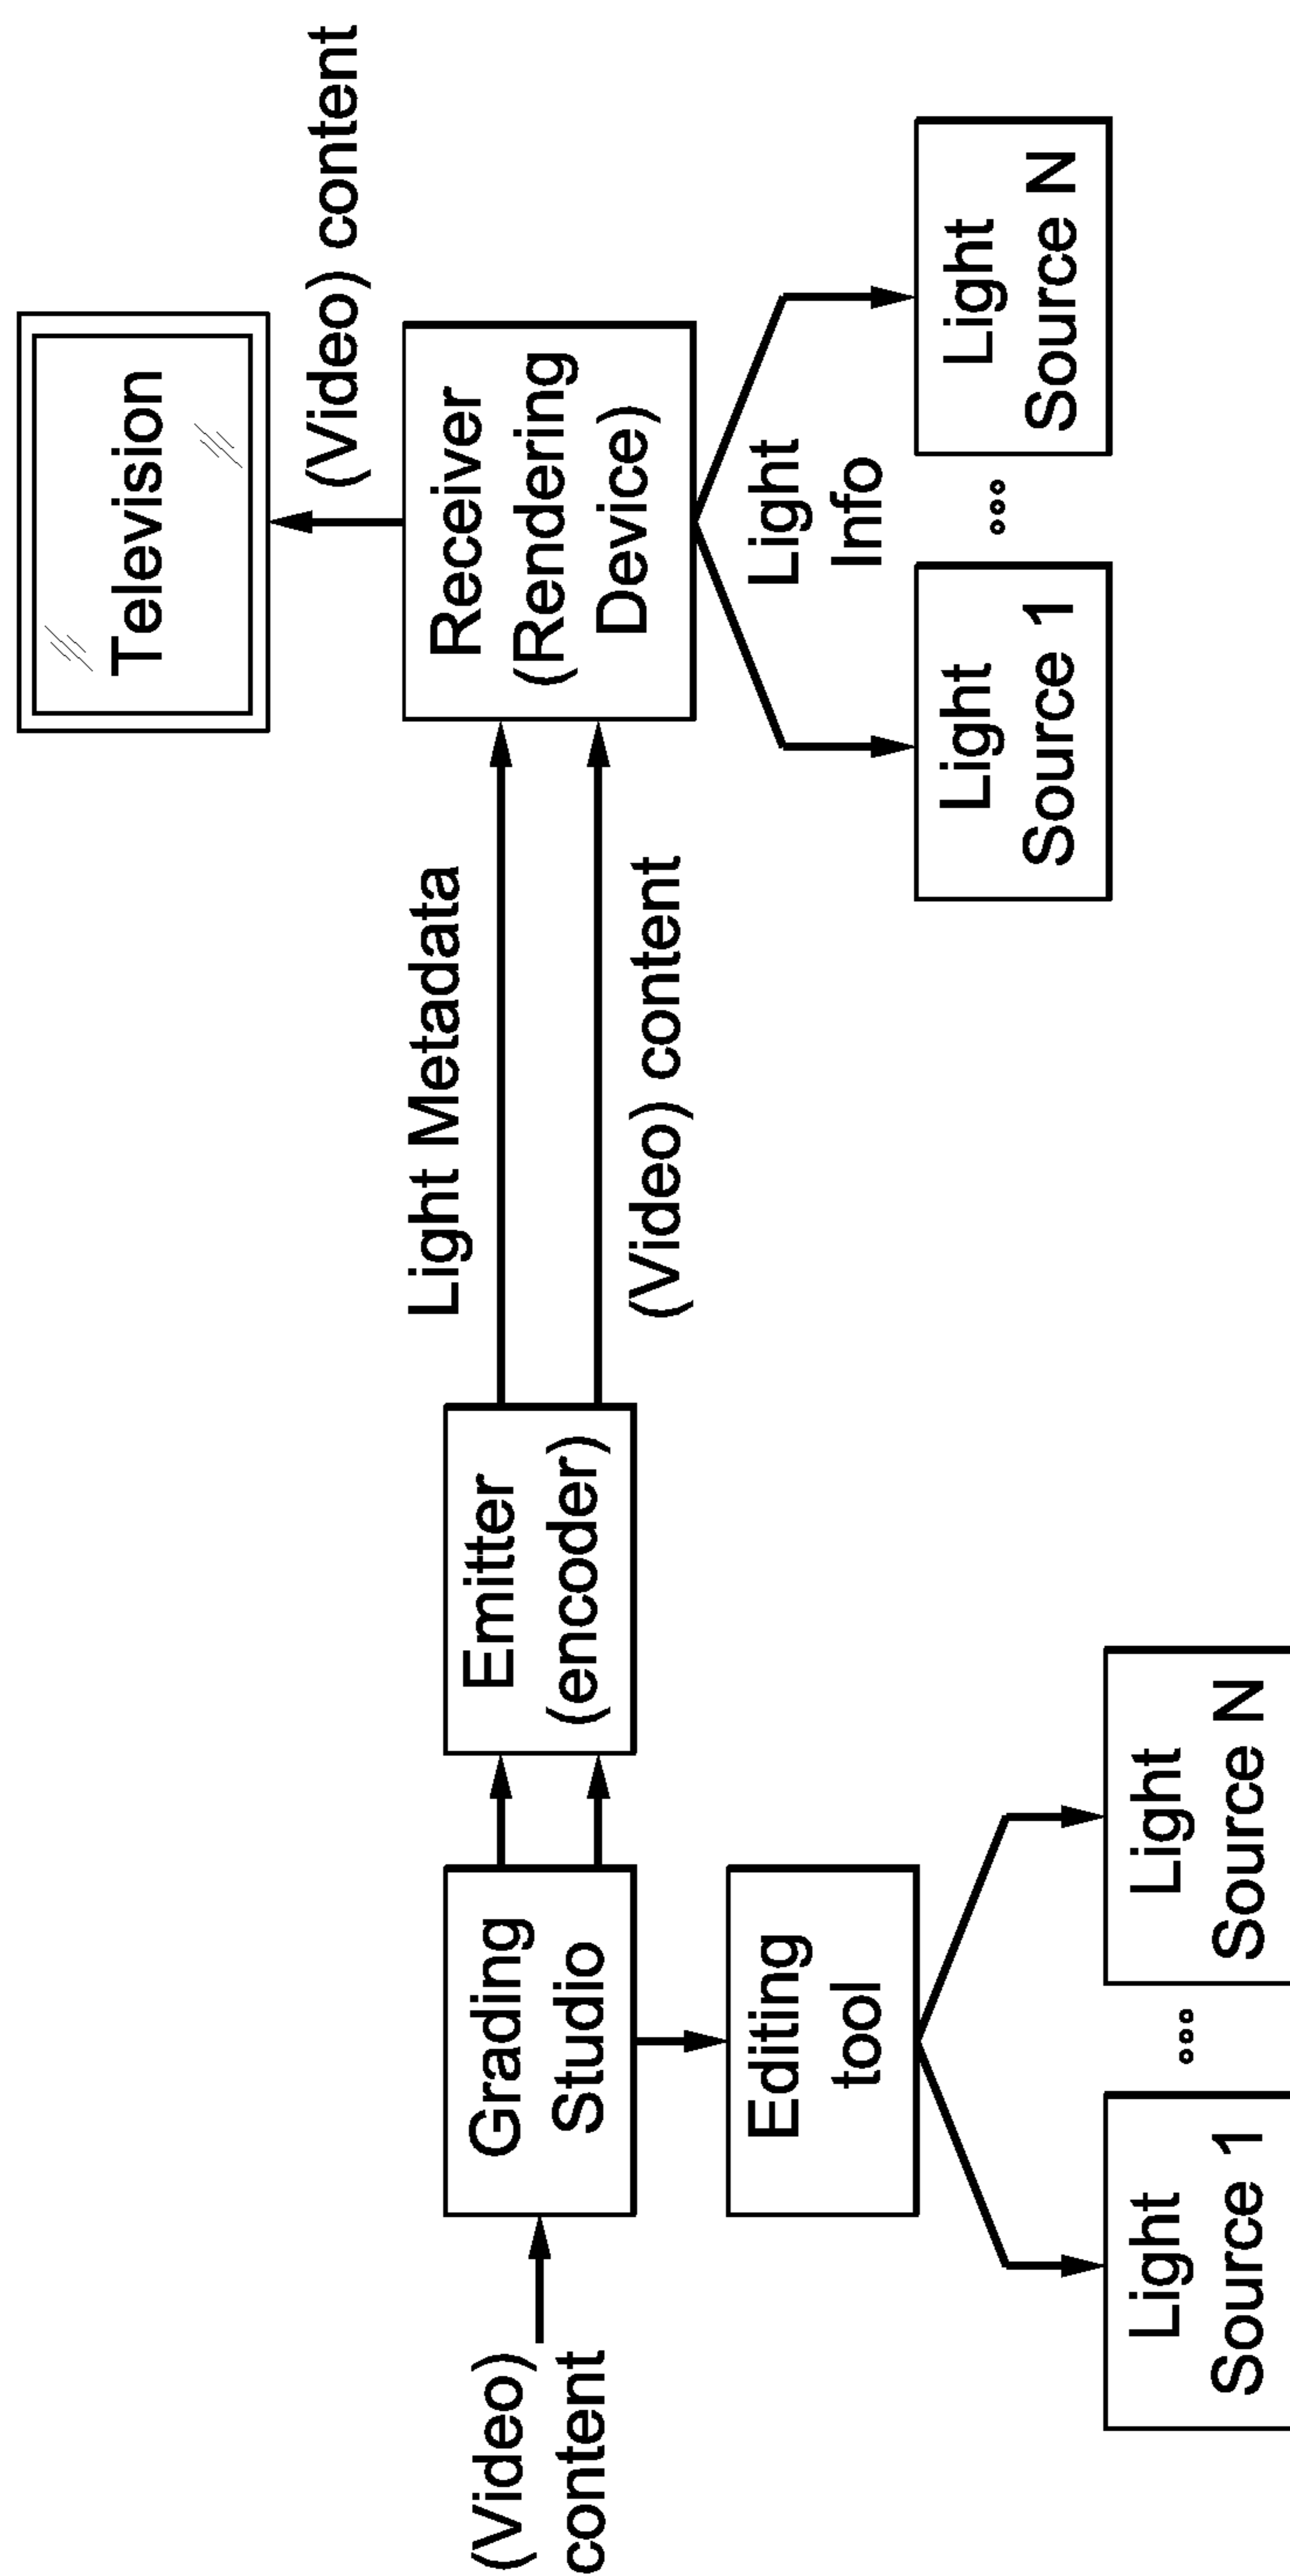 Television
(Video) content
(Video)
content
Grading
Studio
Emitter
(encoder)
Light Metadata
(Video) content
Receiver
(Rendering
Device)
Editing
tool
Light
Info
Light
Source 1
Light
Source N
Light
Source 1
Light
Source N